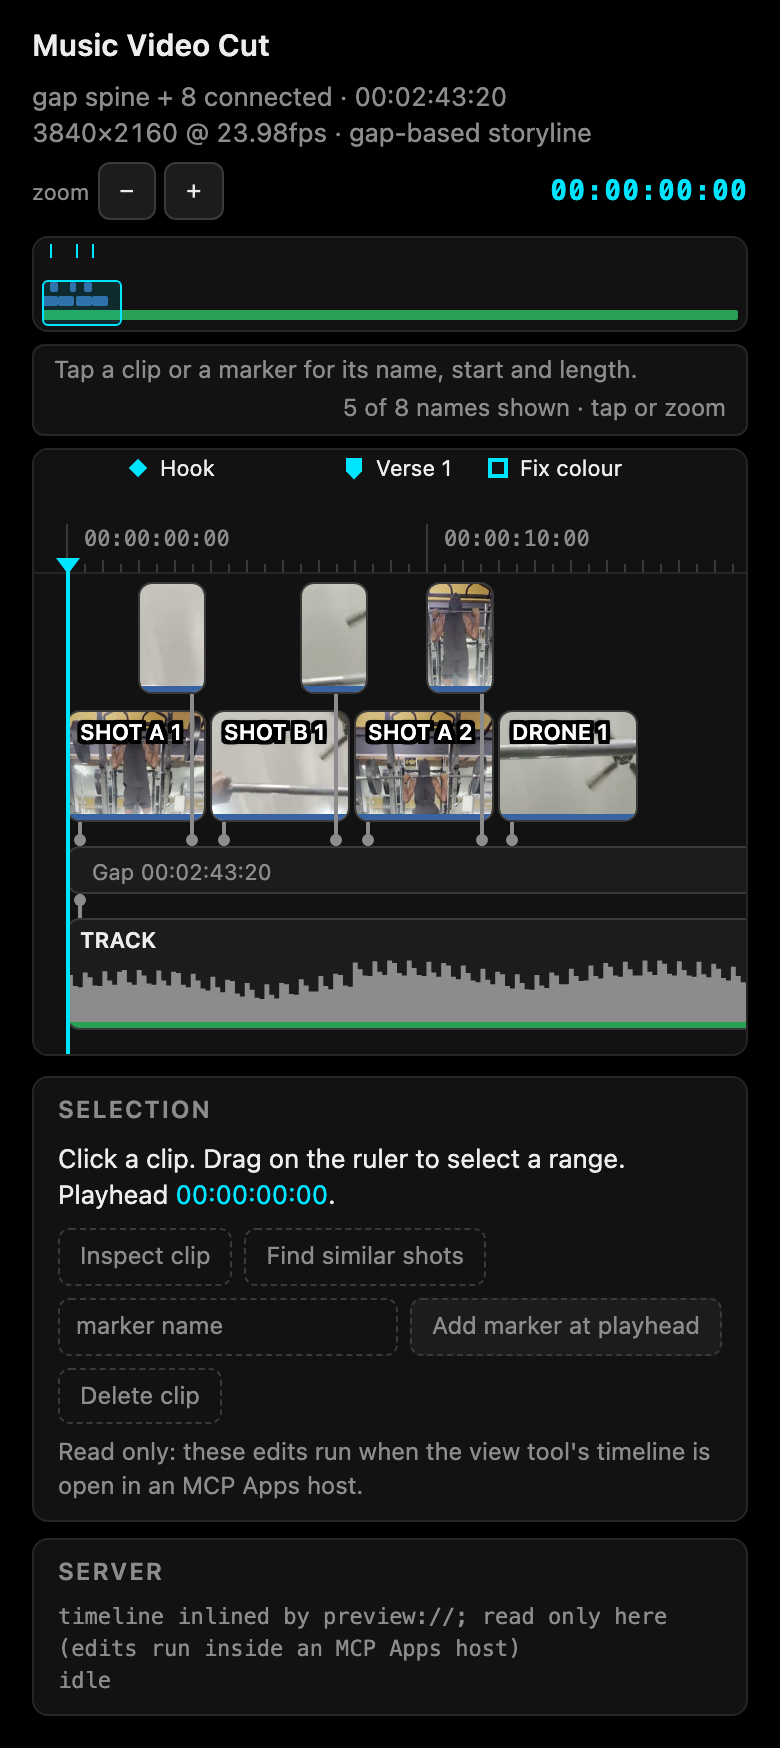 Music Video Cut
gap spine + 8 connected · 00:02:43:20
3840×2160 @ 23.98fps · gap-based storyline
zoom − + 00:00:00:00
Tap a clip or a marker for its name, start and length.
5 of 8 names shown · tap or zoom
Hook Verse 1 Fix colour
00:00:00:00 00:00:10:00
SHOT A 1 SHOT B 1 SHOT A 2 DRONE 1
Gap 00:02:43:20
TRACK
SELECTION
Click a clip. Drag on the ruler to select a range.
Playhead 00:00:00:00.
Inspect clip Find similar shots
marker name Add marker at playhead
Delete clip
Read only: these edits run when the view tool's timeline is
open in an MCP Apps host.
SERVER
timeline inlined by preview://; read only here
(edits run inside an MCP Apps host)
idle